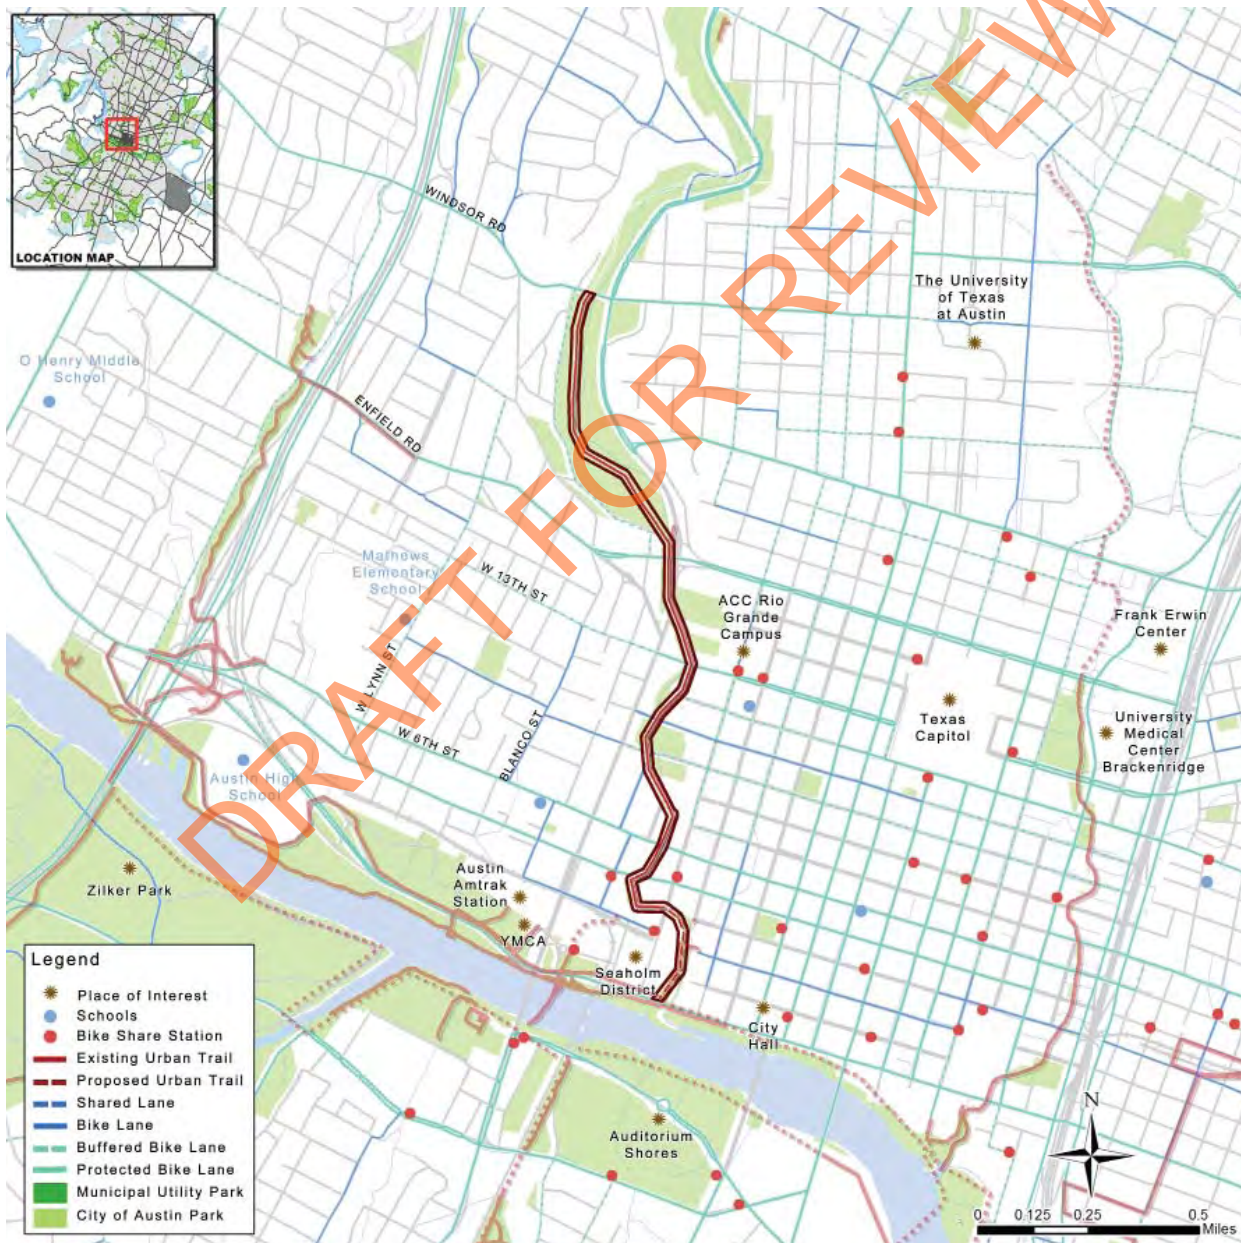 LOCATION MAP
WINDSOR RD
The University
of Texas
at Austin
O Henry Middle
School
ENFIELD RD
Mathews
Elementary
School
W 13TH ST
ACC Rio
Grande
Campus
Frank Erwin
Center
W LYNN ST
Texas
Capitol
University
Medical
Center
Brackenridge
W 6TH ST
BLANCO ST
Austin High
School
Zilker Park
Austin
Amtrak
Station
YMCA
Seaholm
District
City
Hall
Auditorium
Shores
Legend
Place of Interest
Schools
Bike Share Station
Existing Urban Trail
Proposed Urban Trail
Shared Lane
Bike Lane
Buffered Bike Lane
Protected Bike Lane
Municipal Utility Park
City of Austin Park
N
0 0.125 0.25 0.5
Miles
DRAFT FOR REVIEW